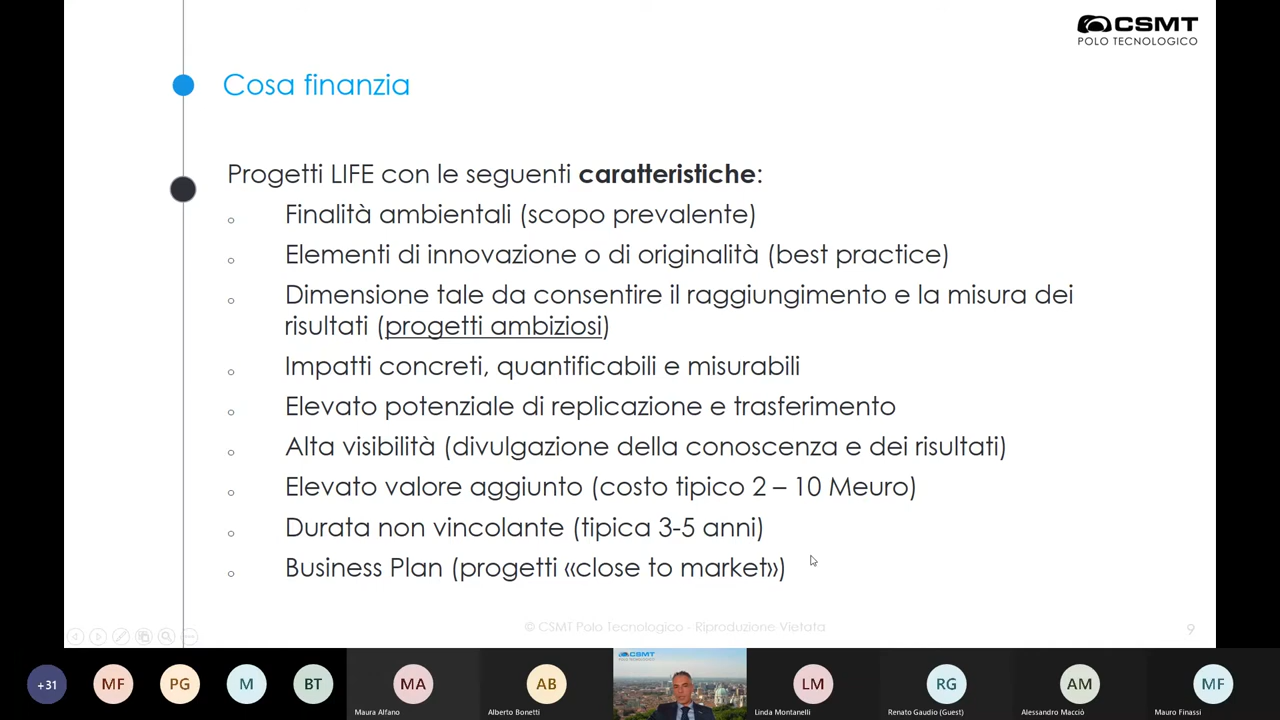 CSMT
POLO TECNOLOGICO
Cosa finanzia
Progetti LIFE con le seguenti caratteristiche:
Finalità ambientali (scopo prevalente)
Elementi di innovazione o di originalità (best practice)
Dimensione tale da consentire il raggiungimento e la misura dei
risultati (progetti ambiziosi)
Impatti concreti, quantificabili e misurabili
Elevato potenziale di replicazione e trasferimento
Alta visibilità (divulgazione della conoscenza e dei risultati)
Elevato valore aggiunto (costo tipico 2 – 10 Meuro)
Durata non vincolante (tipica 3-5 anni)
Business Plan (progetti «close to market»)
© CSMT Polo Tecnologico - Riproduzione Vietata
9
+31
MF
PG
M
BT
MA
Maura Alfano
AB
Alberto Bonetti
CSMT
LM
Linda Montanelli
RG
Renato Gaudio (Guest)
AM
Alessandro Macciò
MF
Mauro Finassi